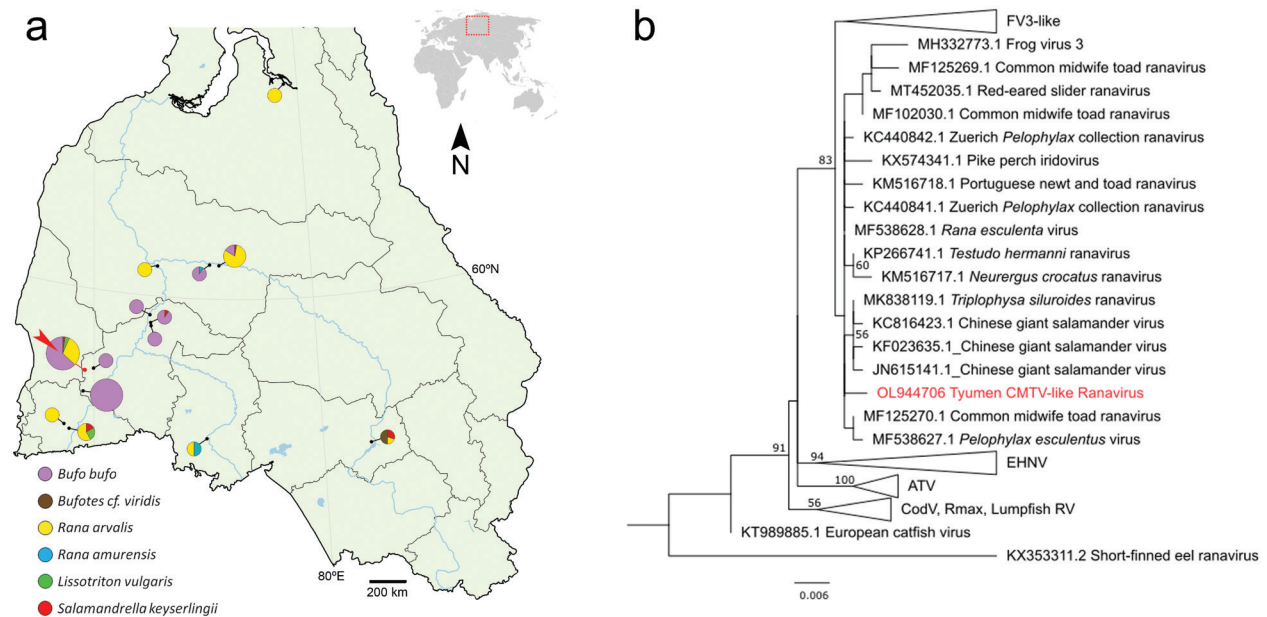 a
N
60ºN
80ºE
200 km
Bufo bufo
Bufotes cf. viridis
Rana arvalis
Rana amurensis
Lissotriton vulgaris
Salamandrella keyserlingii
b
FV3-like
MH332773.1 Frog virus 3
MF125269.1 Common midwife toad ranavirus
MT452035.1 Red-eared slider ranavirus
MF102030.1 Common midwife toad ranavirus
KC440842.1 Zuerich Pelophylax collection ranavirus
83
KX574341.1 Pike perch iridovirus
KM516718.1 Portuguese newt and toad ranavirus
KC440841.1 Zuerich Pelophylax collection ranavirus
MF538628.1 Rana esculenta virus
KP266741.1 Testudo hermanni ranavirus
60
KM516717.1 Neurergus crocatus ranavirus
MK838119.1 Triplophysa siluroides ranavirus
KC816423.1 Chinese giant salamander virus
56
KF023635.1_Chinese giant salamander virus
JN615141.1_Chinese giant salamander virus
OL944706 Tyumen CMTV-like Ranavirus
MF125270.1 Common midwife toad ranavirus
MF538627.1 Pelophylax esculentus virus
91
94
EHNV
100
ATV
56
CodV, Rmax, Lumpfish RV
KT989885.1 European catfish virus
KX353311.2 Short-finned eel ranavirus
0.006